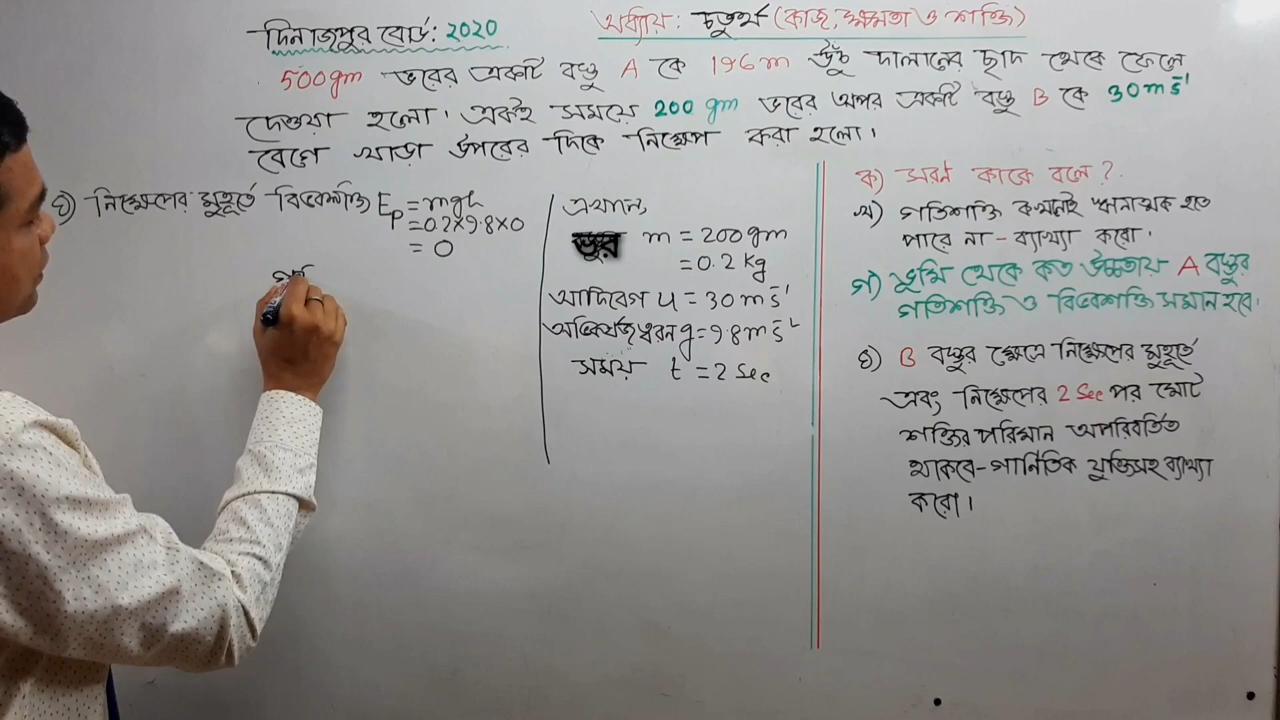 দিনাজপুর বোর্ড: ২০২০
অধ্যায়: চতুর্থ (কাজ, ক্ষমতা ও শক্তি)
500gm ভরের একটি বস্তু A কে 196m উঁচু দালানের ছাদ থেকে ফেলে
দেওয়া হলো। একই সময়ে 200 gm ভরের অপর একটি বস্তু B কে 30ms⁻¹
বেগে খাড়া উপরের দিকে নিক্ষেপ করা হলো।
ঘ) নিক্ষেপের মুহূর্তে বিভবশক্তি Eₚ = mgh
= 0.2×9.8×0
= 0
এখানে,
ভর m = 200gm
= 0.2 kg
আদিবেগ u = 30ms⁻¹
অভিকর্ষজ ত্বরন g = 9.8ms⁻²
সময় t = 2 Sec
ক) সরণ কাকে বলে?
খ) গতিশক্তি কখনোই ঋনাত্মক হতে
পারে না - ব্যাখ্যা করো।
গ) ভূমি থেকে কত উচ্চতায় A বস্তুর
গতিশক্তি ও বিভবশক্তি সমান হবে।
ঘ) B বস্তুর ক্ষেত্রে নিক্ষেপের মুহূর্তে
এবং নিক্ষেপের 2 Sec পর মোট
শক্তির পরিমান অপরিবর্তিত
থাকবে - গানিতিক যুক্তিসহ ব্যাখ্যা
করো।